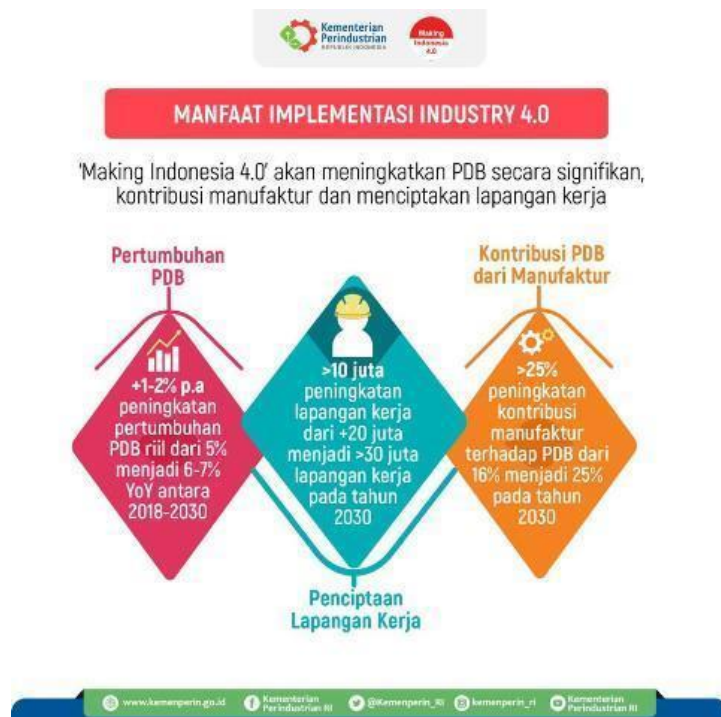 Kementerian
Perindustrian
REPUBLIK INDONESIA
Making
Indonesia
4.0
MANFAAT IMPLEMENTASI INDUSTRY 4.0
'Making Indonesia 4.0' akan meningkatkan PDB secara signifikan,
kontribusi manufaktur dan menciptakan lapangan kerja
Pertumbuhan
PDB
+1-2% p.a
peningkatan
pertumbuhan
PDB riil dari 5%
menjadi 6-7%
YoY antara
2018-2030
>10 juta
peningkatan
lapangan kerja
dari +20 juta
menjadi >30 juta
lapangan kerja
pada tahun
2030
Penciptaan
Lapangan Kerja
Kontribusi PDB
dari Manufaktur
>25%
peningkatan
kontribusi
manufaktur
terhadap PDB dari
16% menjadi 25%
pada tahun
2030
www.kemenperin.go.id
Kementerian
Perindustrian RI
@Kemenperin_RI
kemenperin_ri
Kementerian
Perindustrian RI